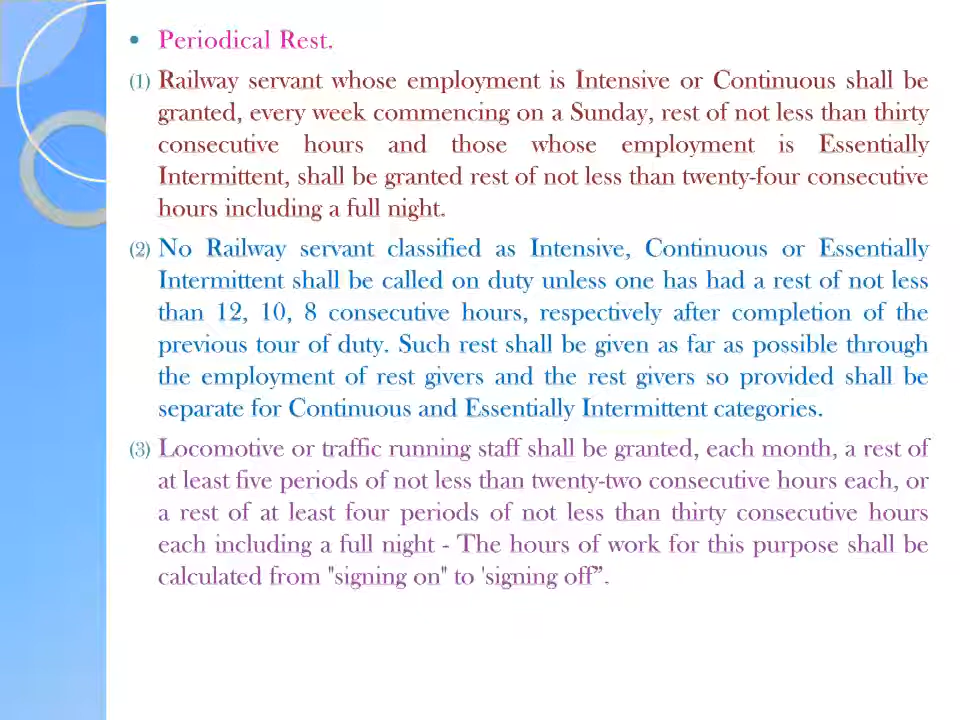 • Periodical Rest.
(1) Railway servant whose employment is Intensive or Continuous shall be
granted, every week commencing on a Sunday, rest of not less than thirty
consecutive hours and those whose employment is Essentially
Intermittent, shall be granted rest of not less than twenty-four consecutive
hours including a full night.
(2) No Railway servant classified as Intensive, Continuous or Essentially
Intermittent shall be called on duty unless one has had a rest of not less
than 12, 10, 8 consecutive hours, respectively after completion of the
previous tour of duty. Such rest shall be given as far as possible through
the employment of rest givers and the rest givers so provided shall be
separate for Continuous and Essentially Intermittent categories.
(3) Locomotive or traffic running staff shall be granted, each month, a rest of
at least five periods of not less than twenty-two consecutive hours each, or
a rest of at least four periods of not less than thirty consecutive hours
each including a full night - The hours of work for this purpose shall be
calculated from "signing on" to 'signing off”.